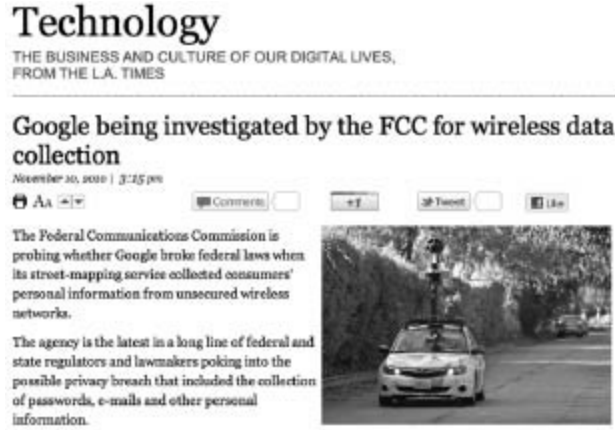 Technology
THE BUSINESS AND CULTURE OF OUR DIGITAL LIVES,
FROM THE L.A. TIMES
Google being investigated by the FCC for wireless data
collection
November 10, 2010 | 3:15 pm
AA
Comments
+1
Tweet
Like
The Federal Communications Commission is
probing whether Google broke federal laws when
its street-mapping service collected consumers'
personal information from unsecured wireless
networks.
The agency is the latest in a long line of federal and
state regulators and lawmakers poking into the
possible privacy breach that included the collection
of passwords, e-mails and other personal
information.